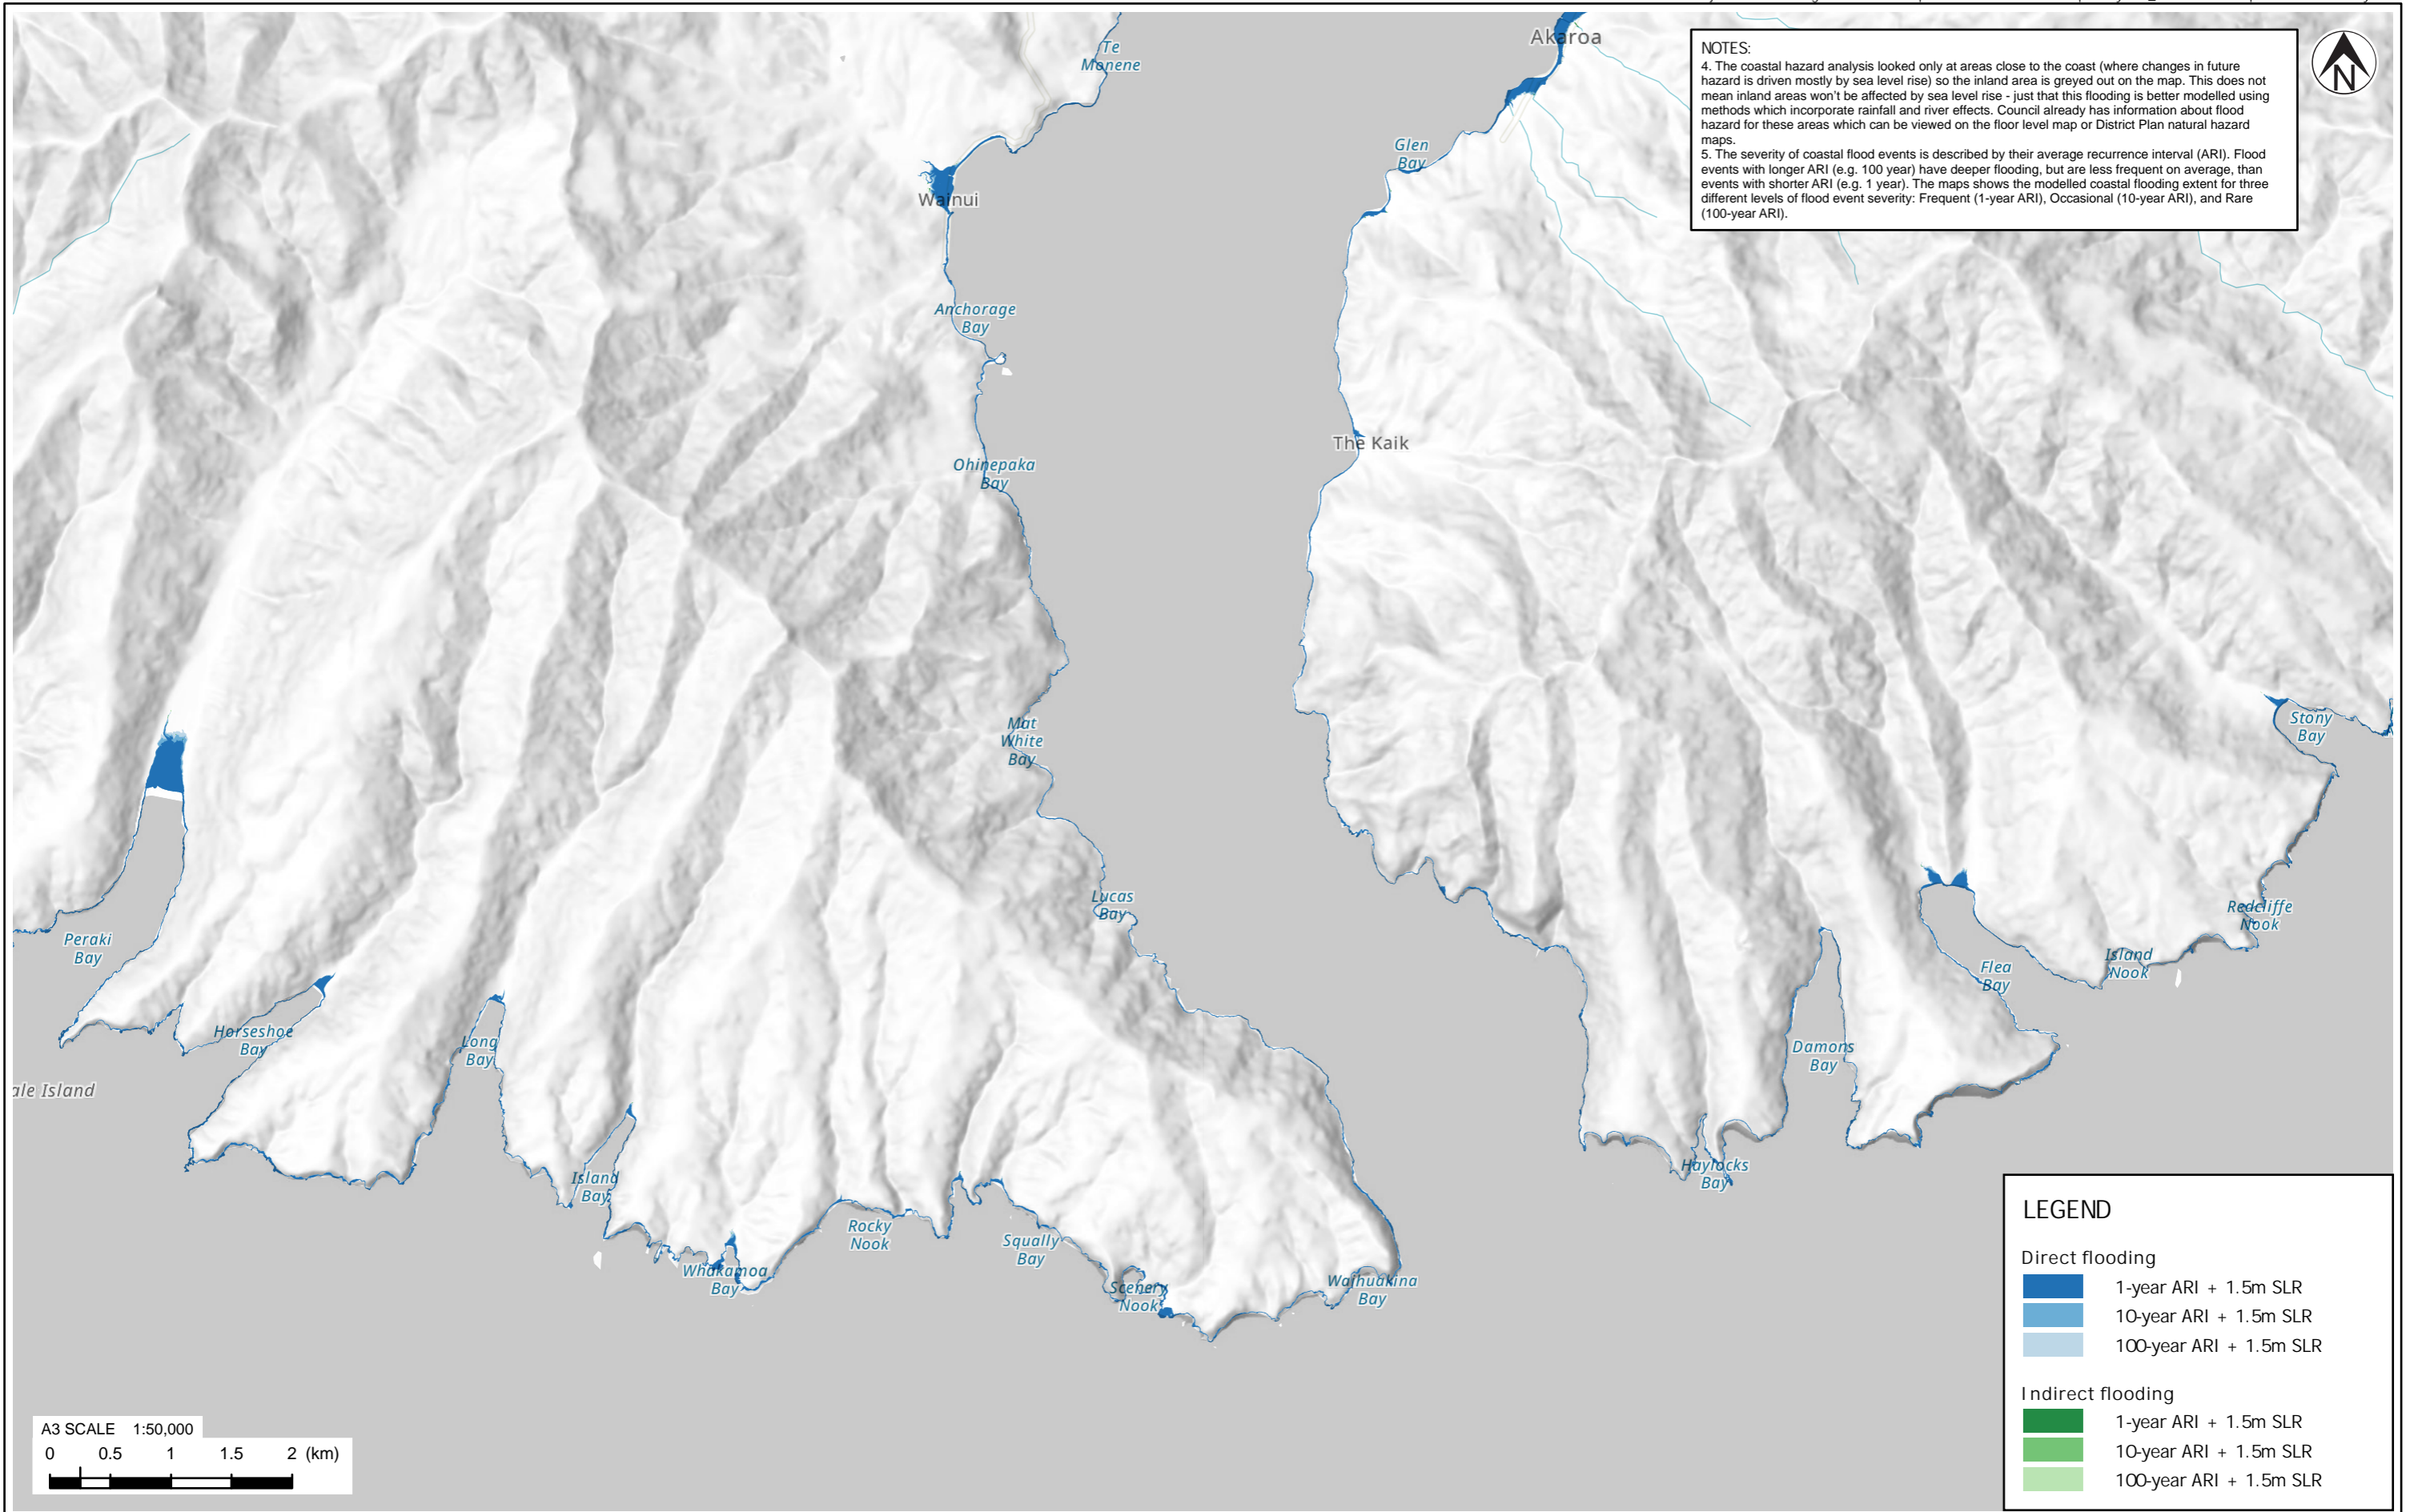 Akaroa
Te
Monene
NOTES:
4. The coastal hazard analysis looked only at areas close to the coast (where changes in future
hazard is driven mostly by sea level rise) so the inland area is greyed out on the map. This does not
mean inland areas won't be affected by sea level rise - just that this flooding is better modelled using
methods which incorporate rainfall and river effects. Council already has information about flood
hazard for these areas which can be viewed on the floor level map or District Plan natural hazard
maps.
5. The severity of coastal flood events is described by their average recurrence interval (ARI). Flood
events with longer ARI (e.g. 100 year) have deeper flooding, but are less frequent on average, than
events with shorter ARI (e.g. 1 year). The maps shows the modelled coastal flooding extent for three
different levels of flood event severity: Frequent (1-year ARI), Occasional (10-year ARI), and Rare
(100-year ARI).
N
Glen
Bay
Wainui
Anchorage
Bay
The Kaik
Ohinepaka
Bay
Mat
White
Bay
Stony
Bay
Lucas
Bay
Redcliffe
Nook
Peraki
Bay
Island
Nook
Flea
Bay
Horseshoe
Bay
Long
Bay
Damons
Bay
ale Island
Island
Bay
Haylocks
Bay
Rocky
Nook
Squally
Bay
Whakamoa
Bay
Scenery
Nook
Waihuakina
Bay
LEGEND
Direct flooding
1-year ARI + 1.5m SLR
10-year ARI + 1.5m SLR
100-year ARI + 1.5m SLR
Indirect flooding
1-year ARI + 1.5m SLR
10-year ARI + 1.5m SLR
100-year ARI + 1.5m SLR
A3 SCALE 1:50,000
0 0.5 1 1.5 2 (km)